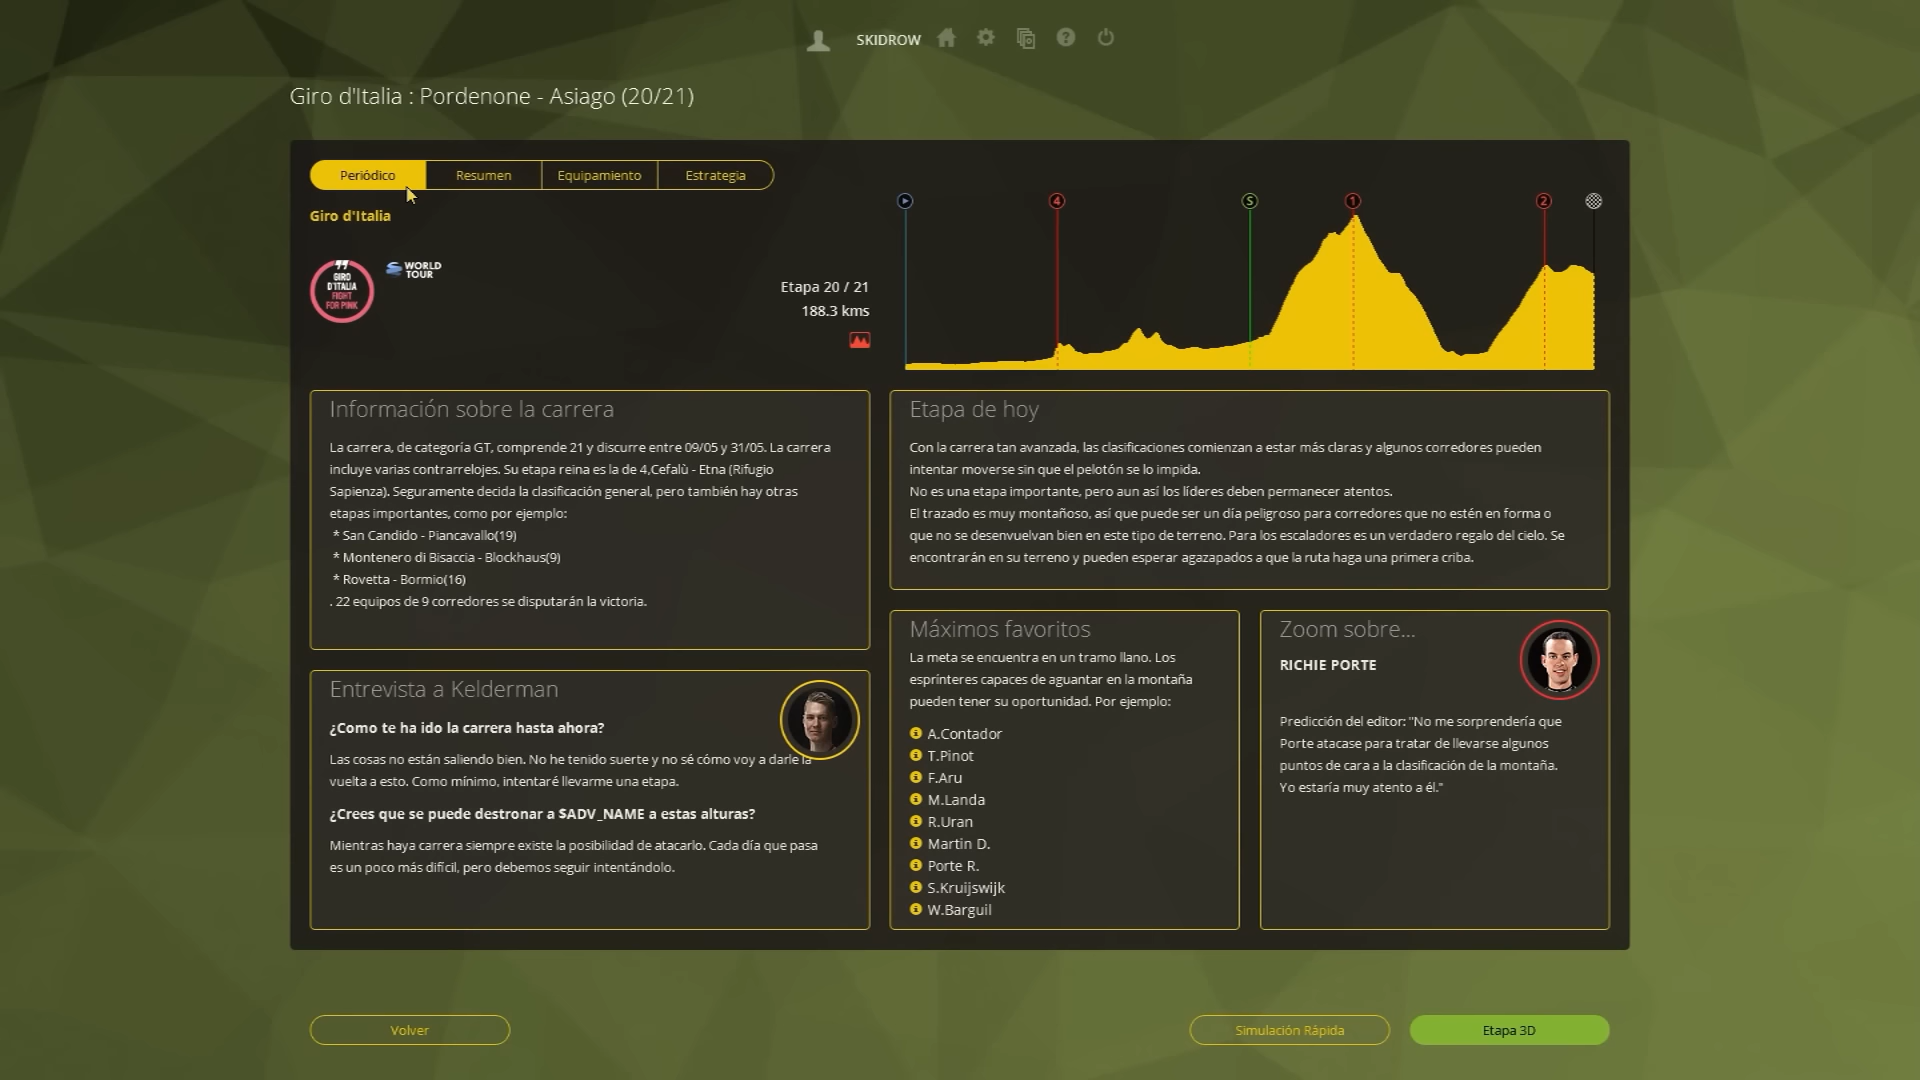 SKIDROW
Giro d'Italia : Pordenone - Asiago (20/21)
Periódico
Resumen
Equipamiento
Estrategia
Giro d'Italia
GIRO
D'ITALIA
FIGHT
FOR PINK
WORLD
TOUR
Etapa 20 / 21
188.3 kms
4
S
1
2
Información sobre la carrera
La carrera, de categoría GT, comprende 21 y discurre entre 09/05 y 31/05. La carrera
incluye varias contrarrelojes. Su etapa reina es la de 4,Cefalù - Etna (Rifugio
Sapienza). Seguramente decida la clasificación general, pero también hay otras
etapas importantes, como por ejemplo:
* San Candido - Piancavallo(19)
* Montenero di Bisaccia - Blockhaus(9)
* Rovetta - Bormio(16)
. 22 equipos de 9 corredores se disputarán la victoria.
Etapa de hoy
Con la carrera tan avanzada, las clasificaciones comienzan a estar más claras y algunos corredores pueden
intentar moverse sin que el pelotón se lo impida.
No es una etapa importante, pero aun así los líderes deben permanecer atentos.
El trazado es muy montañoso, así que puede ser un día peligroso para corredores que no estén en forma o
que no se desenvuelvan bien en este tipo de terreno. Para los escaladores es un verdadero regalo del cielo. Se
encontrarán en su terreno y pueden esperar agazapados a que la ruta haga una primera criba.
Entrevista a Kelderman
¿Como te ha ido la carrera hasta ahora?
Las cosas no están saliendo bien. No he tenido suerte y no sé cómo voy a darle la
vuelta a esto. Como mínimo, intentaré llevarme una etapa.
¿Crees que se puede destronar a $ADV_NAME a estas alturas?
Mientras haya carrera siempre existe la posibilidad de atacarlo. Cada día que pasa
es un poco más difícil, pero debemos seguir intentándolo.
Máximos favoritos
La meta se encuentra en un tramo llano. Los
esprínteres capaces de aguantar en la montaña
pueden tener su oportunidad. Por ejemplo:
A.Contador
T.Pinot
F.Aru
M.Landa
R.Uran
Martin D.
Porte R.
S.Kruijswijk
W.Barguil
Zoom sobre...
RICHIE PORTE
Predicción del editor: "No me sorprendería que
Porte atacase para tratar de llevarse algunos
puntos de cara a la clasificación de la montaña.
Yo estaría muy atento a él."
Volver
Simulación Rápida
Etapa 3D